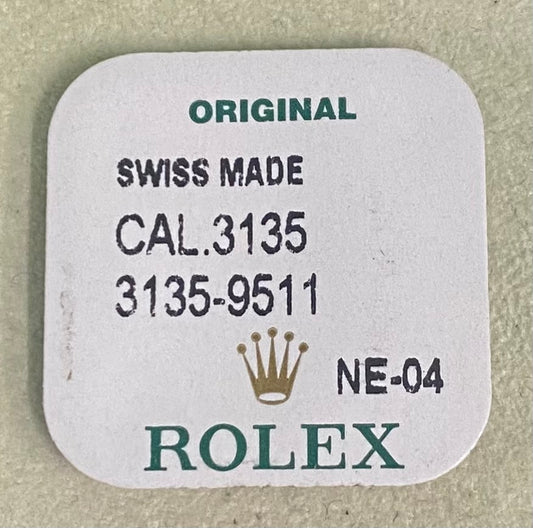 ORIGINAL
SWISS MADE
CAL.3135
3135-9511
NE-04
ROLEX